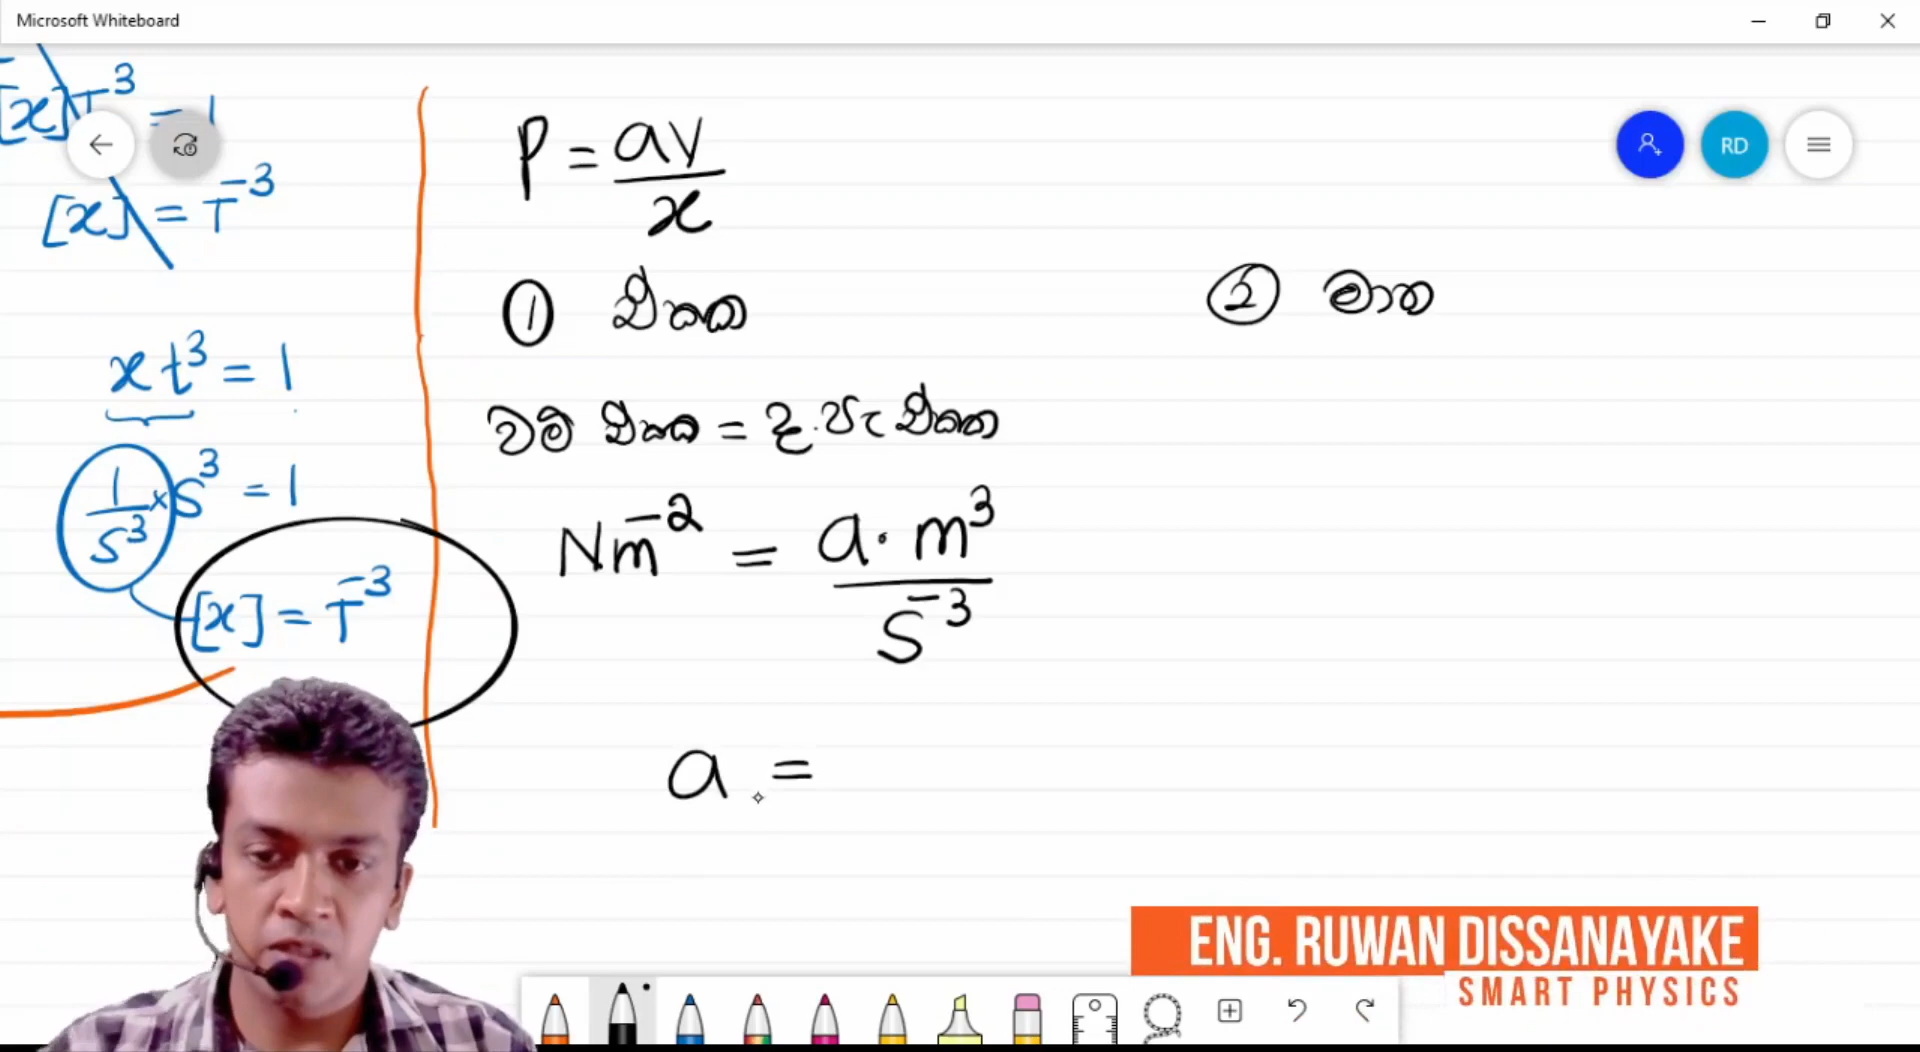 Microsoft Whiteboard
[x]T³ = 1
[x] = T⁻³
x t³ = 1
1/s³ × s³ = 1
[x] = T⁻³
P = av/x
① ඒකක
වම් ඒකක = ද.පැ ඒකක
Nm⁻² = a · m³/s⁻³
a =
② මාන
RD
ENG. RUWAN DISSANAYAKE
SMART PHYSICS